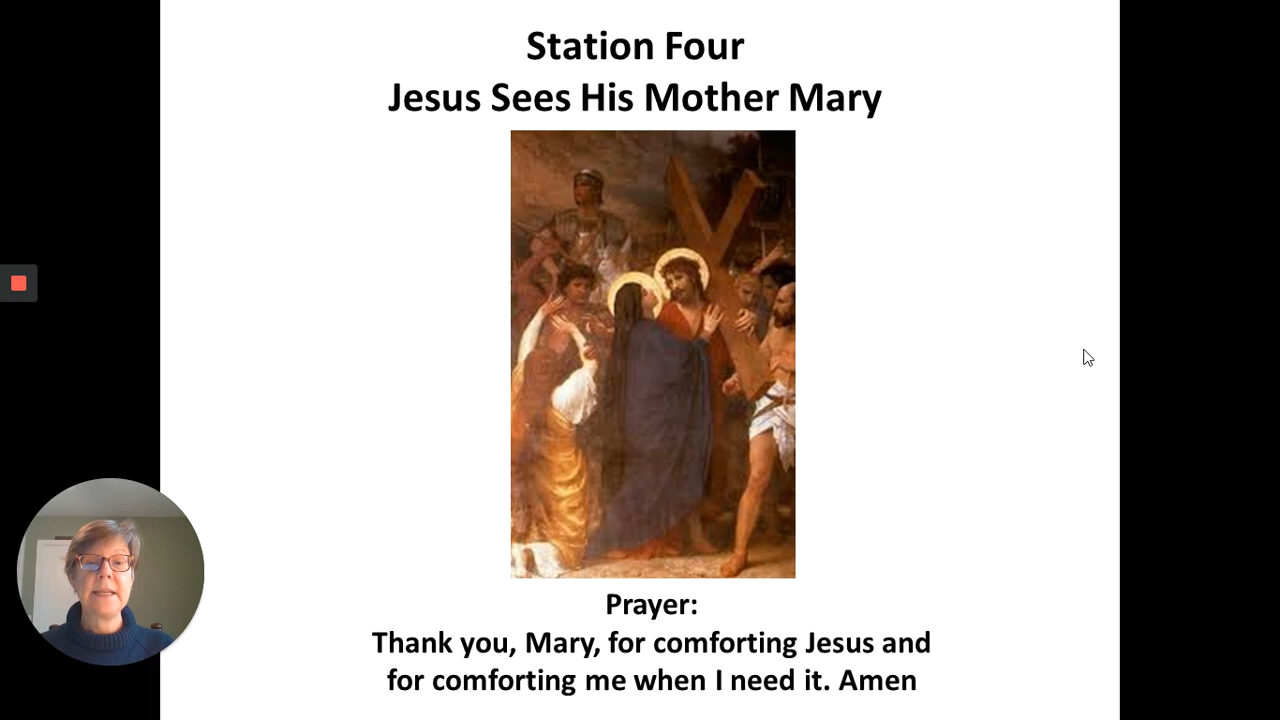 Station Four
Jesus Sees His Mother Mary
Prayer:
Thank you, Mary, for comforting Jesus and
for comforting me when I need it. Amen